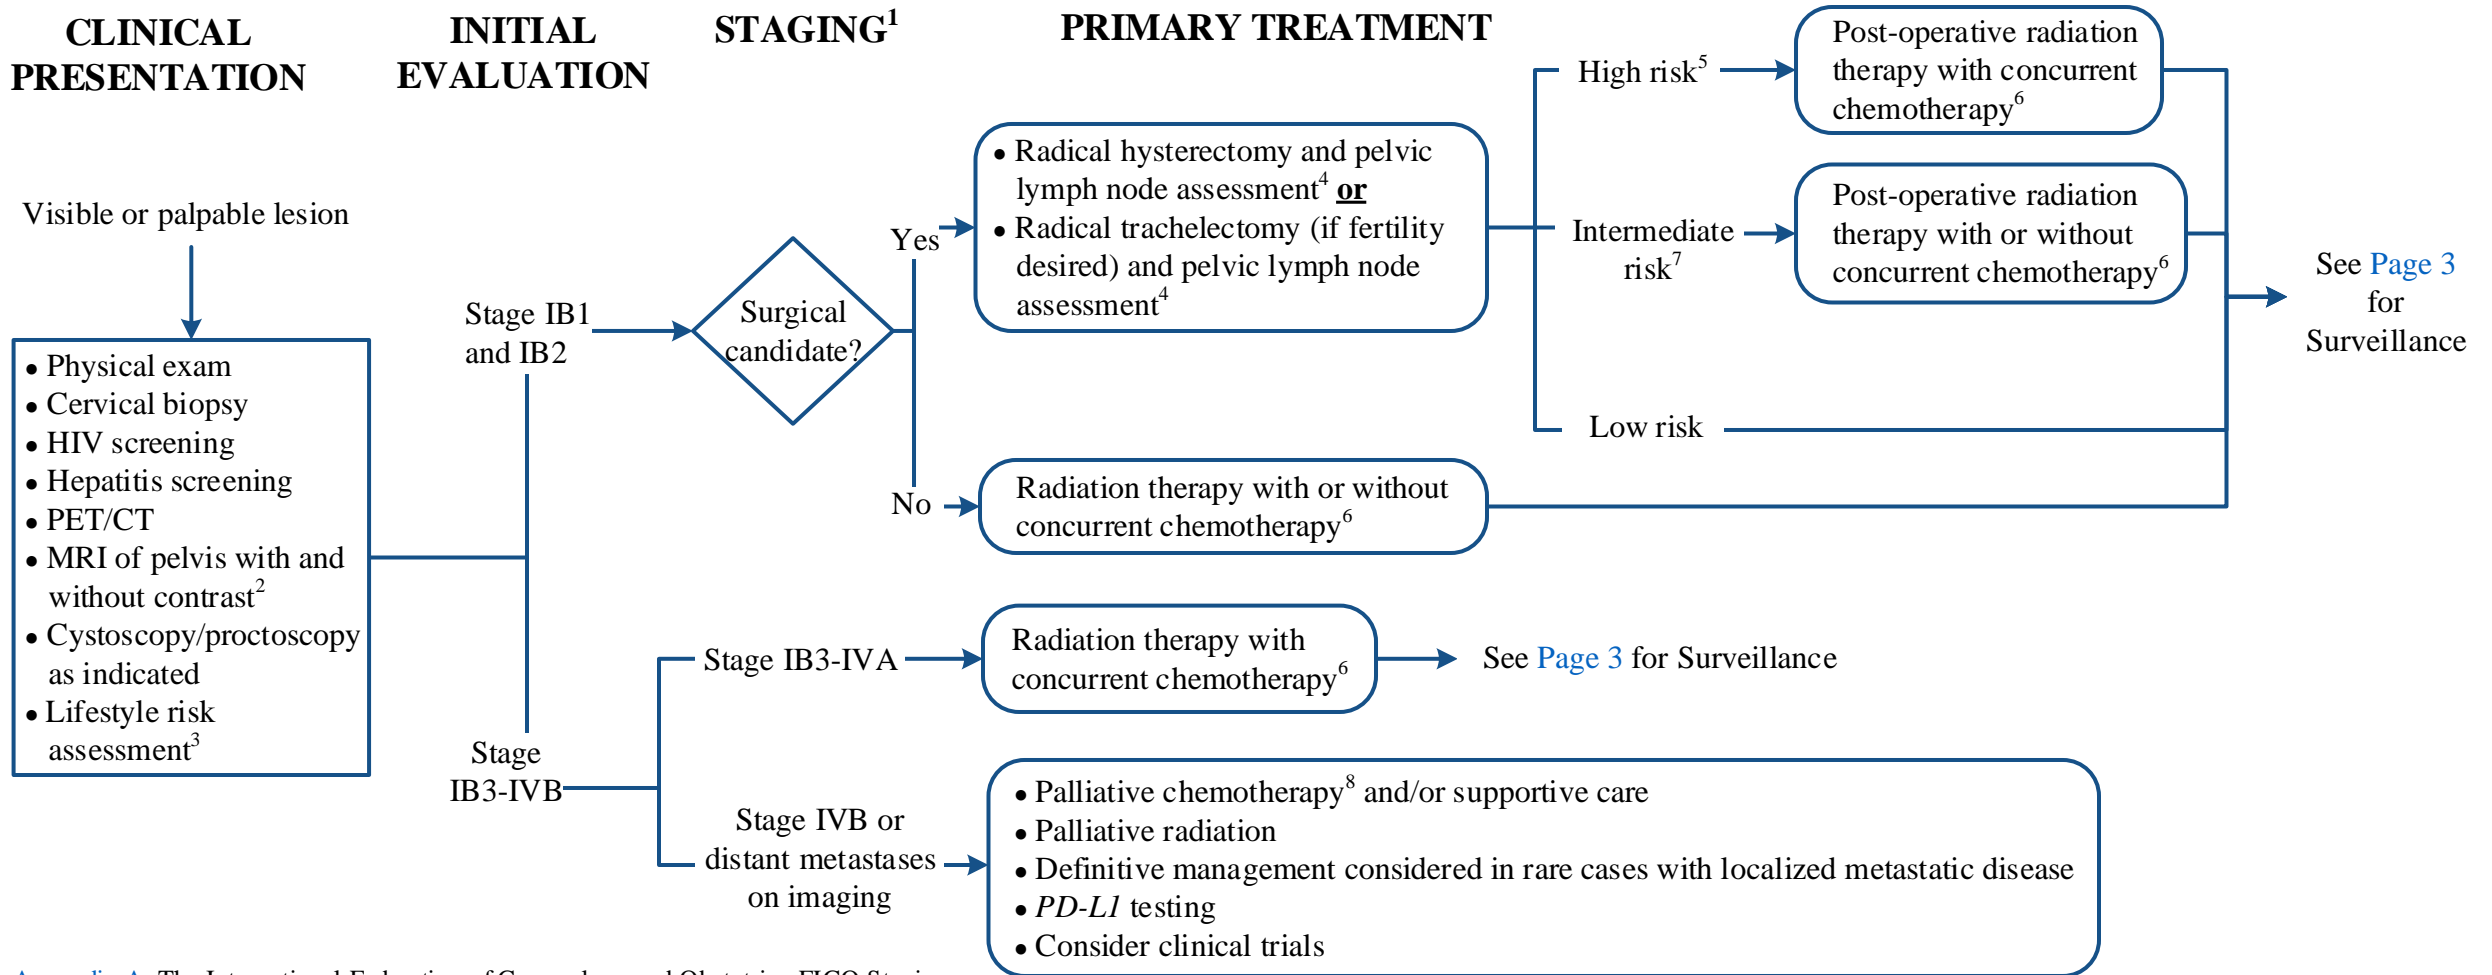 CLINICAL
PRESENTATION
INITIAL
EVALUATION
STAGING¹
PRIMARY TREATMENT
Visible or palpable lesion
● Physical exam
● Cervical biopsy
● HIV screening
● Hepatitis screening
● PET/CT
● MRI of pelvis with and
without contrast²
● Cystoscopy/proctoscopy
as indicated
● Lifestyle risk
assessment³
Stage IB1
and IB2
Surgical
candidate?
Yes
● Radical hysterectomy and pelvic
lymph node assessment⁴ or
● Radical trachelectomy (if fertility
desired) and pelvic lymph node
assessment⁴
High risk⁵
Post-operative radiation
therapy with concurrent
chemotherapy⁶
Intermediate
risk⁷
Post-operative radiation
therapy with or without
concurrent chemotherapy⁶
Low risk
See Page 3
for
Surveillance
No
Radiation therapy with or without
concurrent chemotherapy⁶
Stage
IB3-IVB
Stage IB3-IVA
Radiation therapy with
concurrent chemotherapy⁶
See Page 3 for Surveillance
Stage IVB or
distant metastases
on imaging
● Palliative chemotherapy⁸ and/or supportive care
● Palliative radiation
● Definitive management considered in rare cases with localized metastatic disease
● PD-L1 testing
● Consider clinical trials